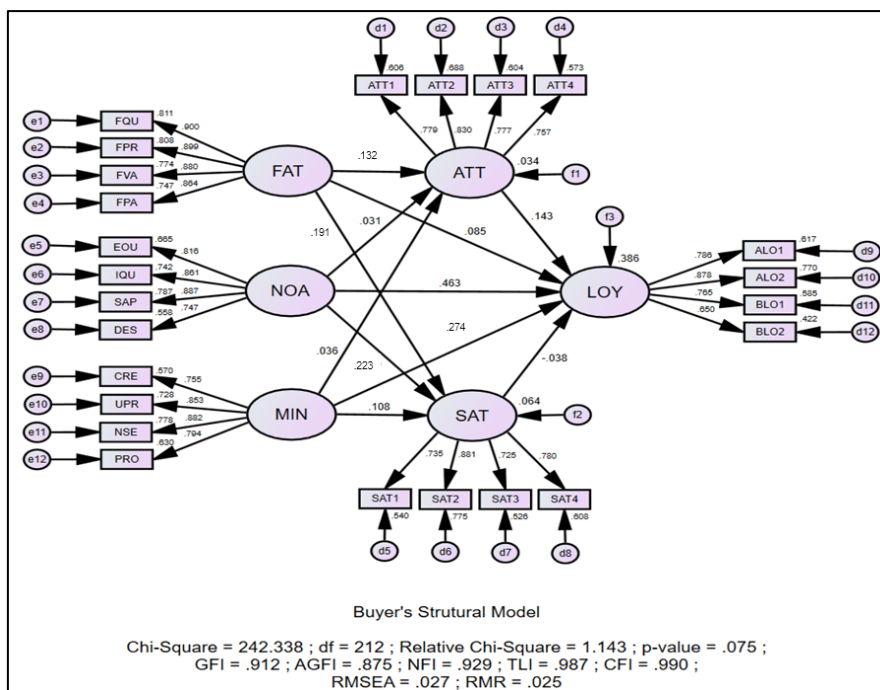 d1 d2 d3 d4
.606 .688 .604 .573
ATT1 ATT2 ATT3 ATT4
.779 .830 .777 .757
e1 FQU .811 .900
e2 FPR .808 .899
e3 FVA .774 .880
e4 FPA .747 .864
FAT .132 ATT .034 f1
.191 .031 .085 .143 f3
e5 EOU .665 .816
e6 IQU .742 .861
e7 SAP .787 .887
e8 DES .558 .747
NOA .463 LOY .386
.786 ALO1 .617 d9
.878 ALO2 .770 d10
.765 BLO1 .585 d11
.650 BLO2 .422 d12
.036 .223 .274 -.038
e9 CRE .570 .755
e10 UPR .728 .853
e11 NSE .778 .882
e12 PRO .630 .794
MIN .108 SAT .064 f2
.735 .881 .725 .780
SAT1 SAT2 SAT3 SAT4
.540 .775 .526 .608
d5 d6 d7 d8
Buyer's Strutural Model
Chi-Square = 242.338 ; df = 212 ; Relative Chi-Square = 1.143 ; p-value = .075 ;
GFI = .912 ; AGFI = .875 ; NFI = .929 ; TLI = .987 ; CFI = .990 ;
RMSEA = .027 ; RMR = .025